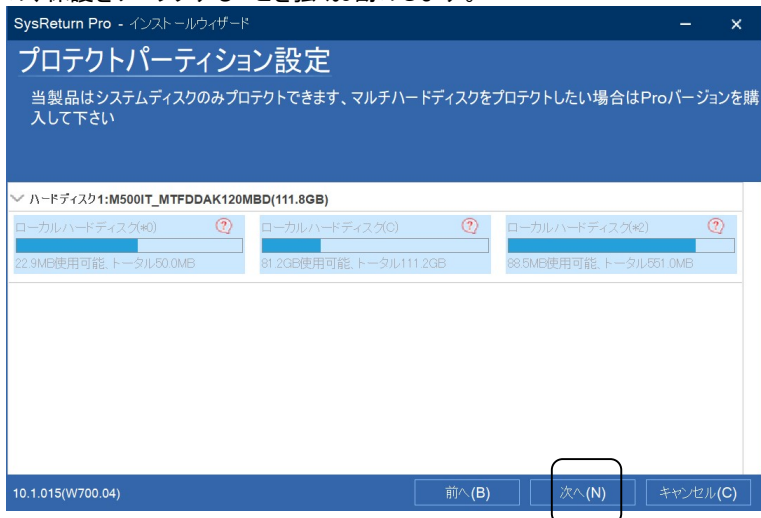 SysReturn Pro - インストールウィザード
プロテクトパーティション設定
当製品はシステムディスクのみプロテクトできます、マルチハードディスクをプロテクトしたい場合はProバージョンを購
入して下さい
ハードディスク1:M500IT_MTFDDAK120MBD(111.8GB)
ローカルハードディスク(*0) ローカルハードディスク(C) ローカルハードディスク(*2)
22.9MB使用可能、トータル50.0MB 81.2GB使用可能、トータル111.2GB 88.5MB使用可能、トータル551.0MB
10.1.015(W700.04) 前へ(B) 次へ(N) キャンセル(C)